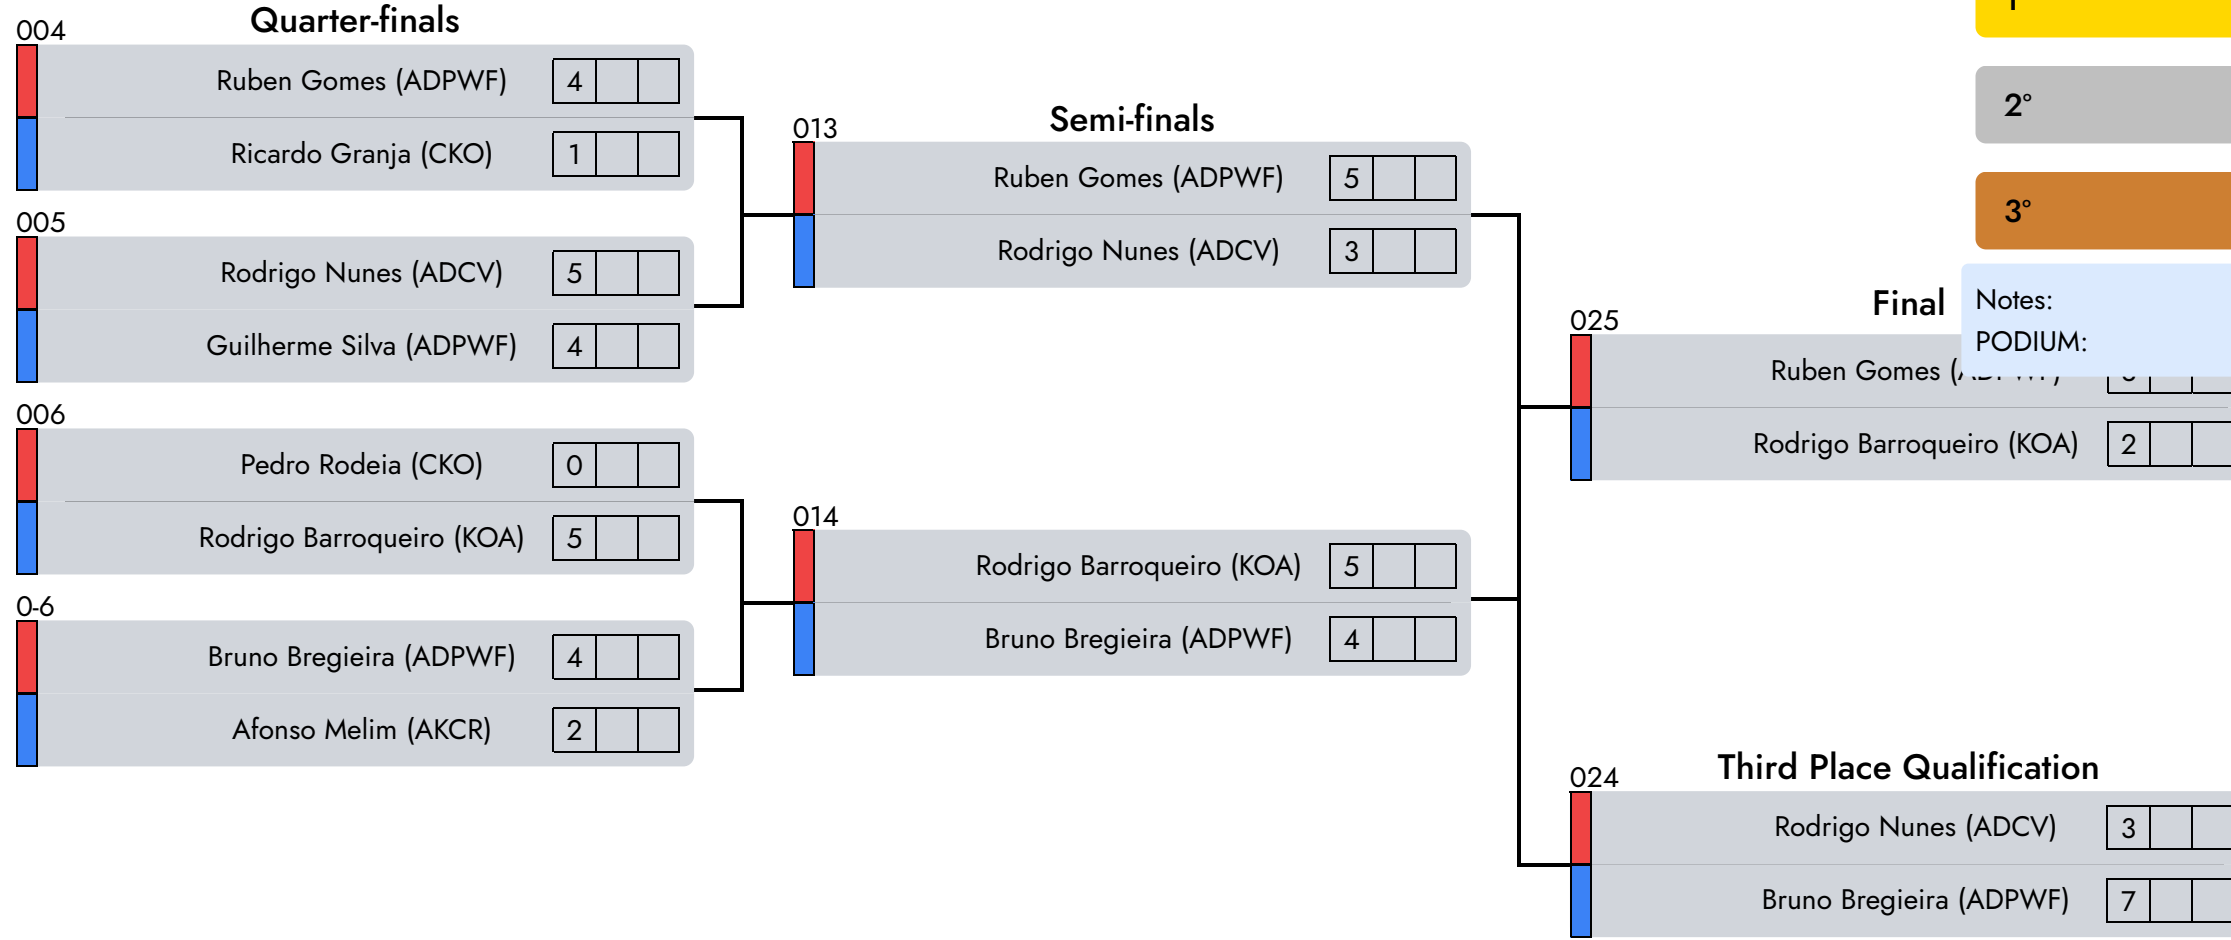 Quarter-finals
004
Ruben Gomes (ADPWF) 4
Ricardo Granja (CKO) 1
005
Rodrigo Nunes (ADCV) 5
Guilherme Silva (ADPWF) 4
006
Pedro Rodeia (CKO) 0
Rodrigo Barroqueiro (KOA) 5
0-6
Bruno Bregieira (ADPWF) 4
Afonso Melim (AKCR) 2
Semi-finals
013
Ruben Gomes (ADPWF) 5
Rodrigo Nunes (ADCV) 3
014
Rodrigo Barroqueiro (KOA) 5
Bruno Bregieira (ADPWF) 4
2°
3°
Notes:
PODIUM:
Final
025
Ruben Gomes (ADPWF)
Rodrigo Barroqueiro (KOA) 2
Third Place Qualification
024
Rodrigo Nunes (ADCV) 3
Bruno Bregieira (ADPWF) 7